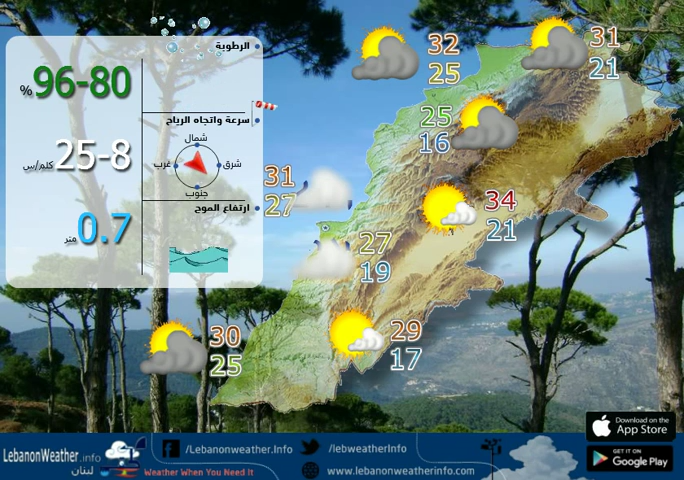 الرطوبة
% 96-80
سرعة واتجاه الرياح
25-8 كلم/س
شمال
غرب
شرق
جنوب
ارتفاع الموج
0.7 متر
32
25
31
21
25
16
31
27
34
21
27
19
29
17
30
25
LebanonWeather.info
لبنان
Weather When You Need It
/Lebanonweather.Info
/lebweatherInfo
www.lebanonweatherinfo.com
Download on the
App Store
GET IT ON
Google Play